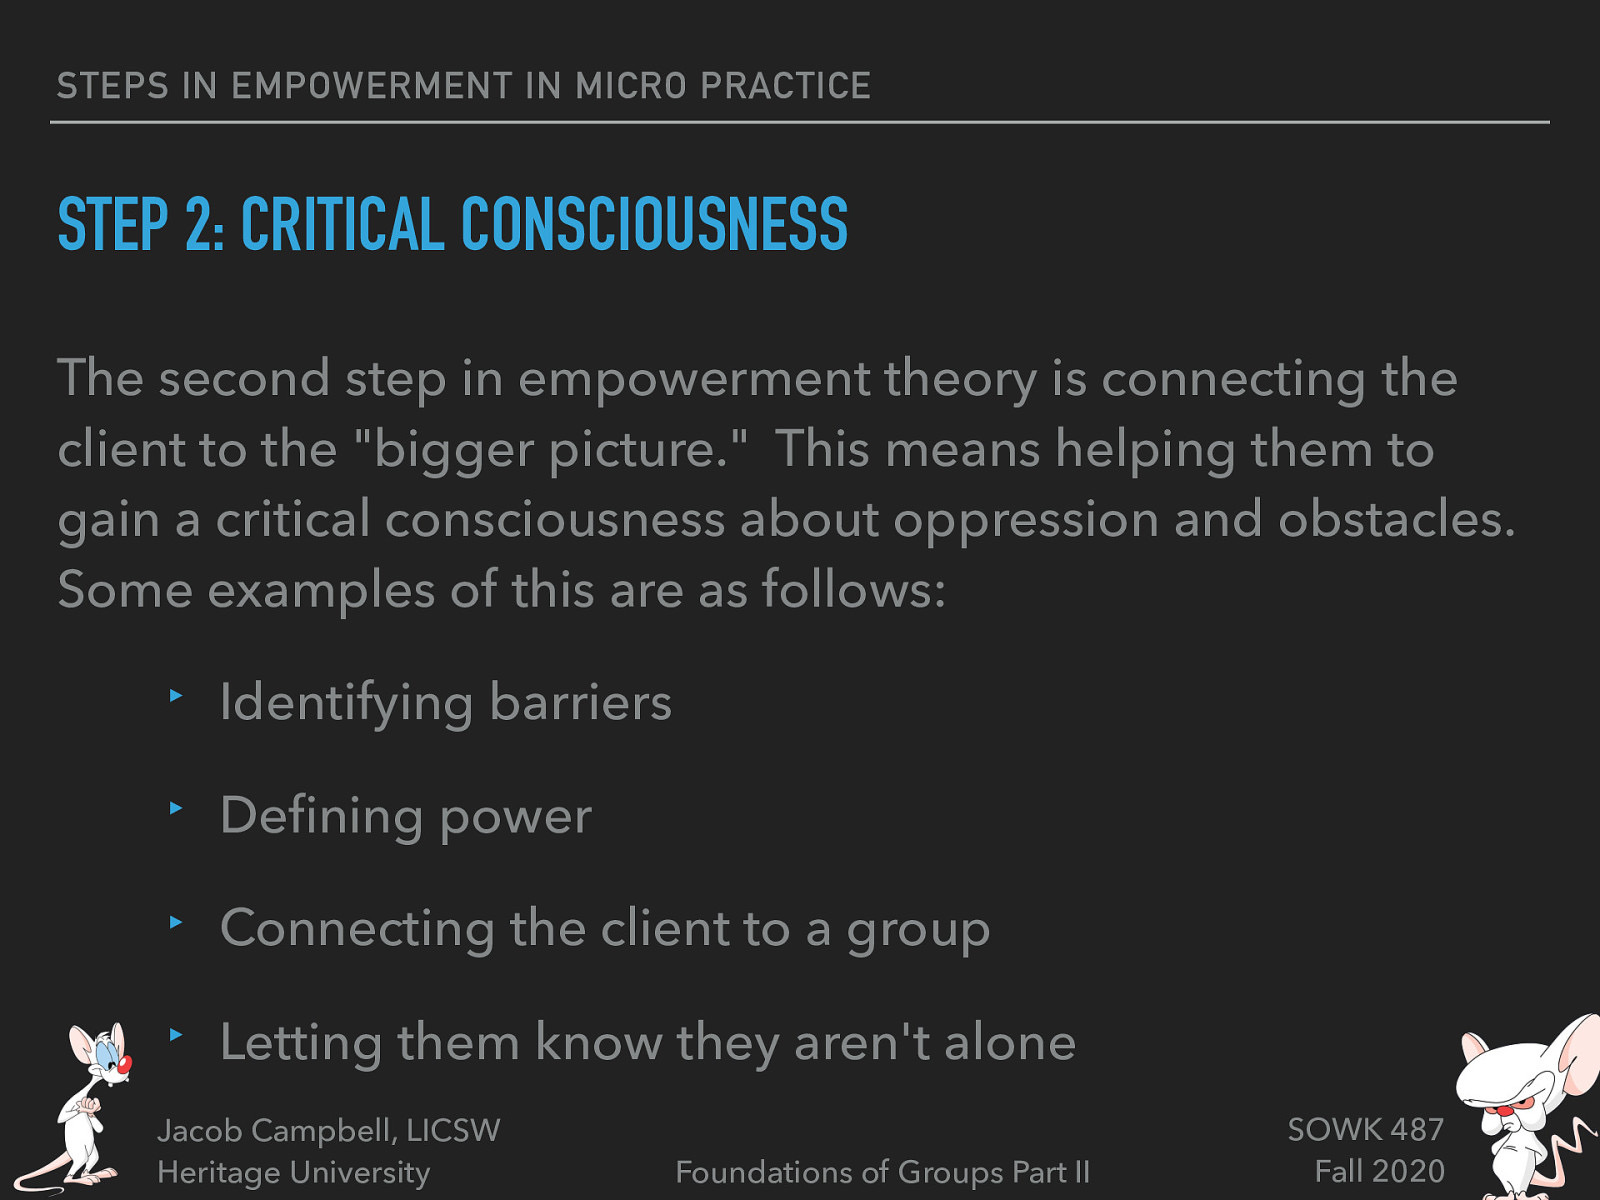 STEPS IN EMPOWERMENT IN MICRO PRACTICE
STEP 2: CRITICAL CONSCIOUSNESS
The second step in empowerment theory is connecting the
client to the "bigger picture."  This means helping them to
gain a critical consciousness about oppression and obstacles.
Some examples of this are as follows:
‣ Identifying barriers
‣ Defining power
‣ Connecting the client to a group
‣ Letting them know they aren't alone
Jacob Campbell, LICSW
Heritage University
Foundations of Groups Part II
SOWK 487
Fall 2020